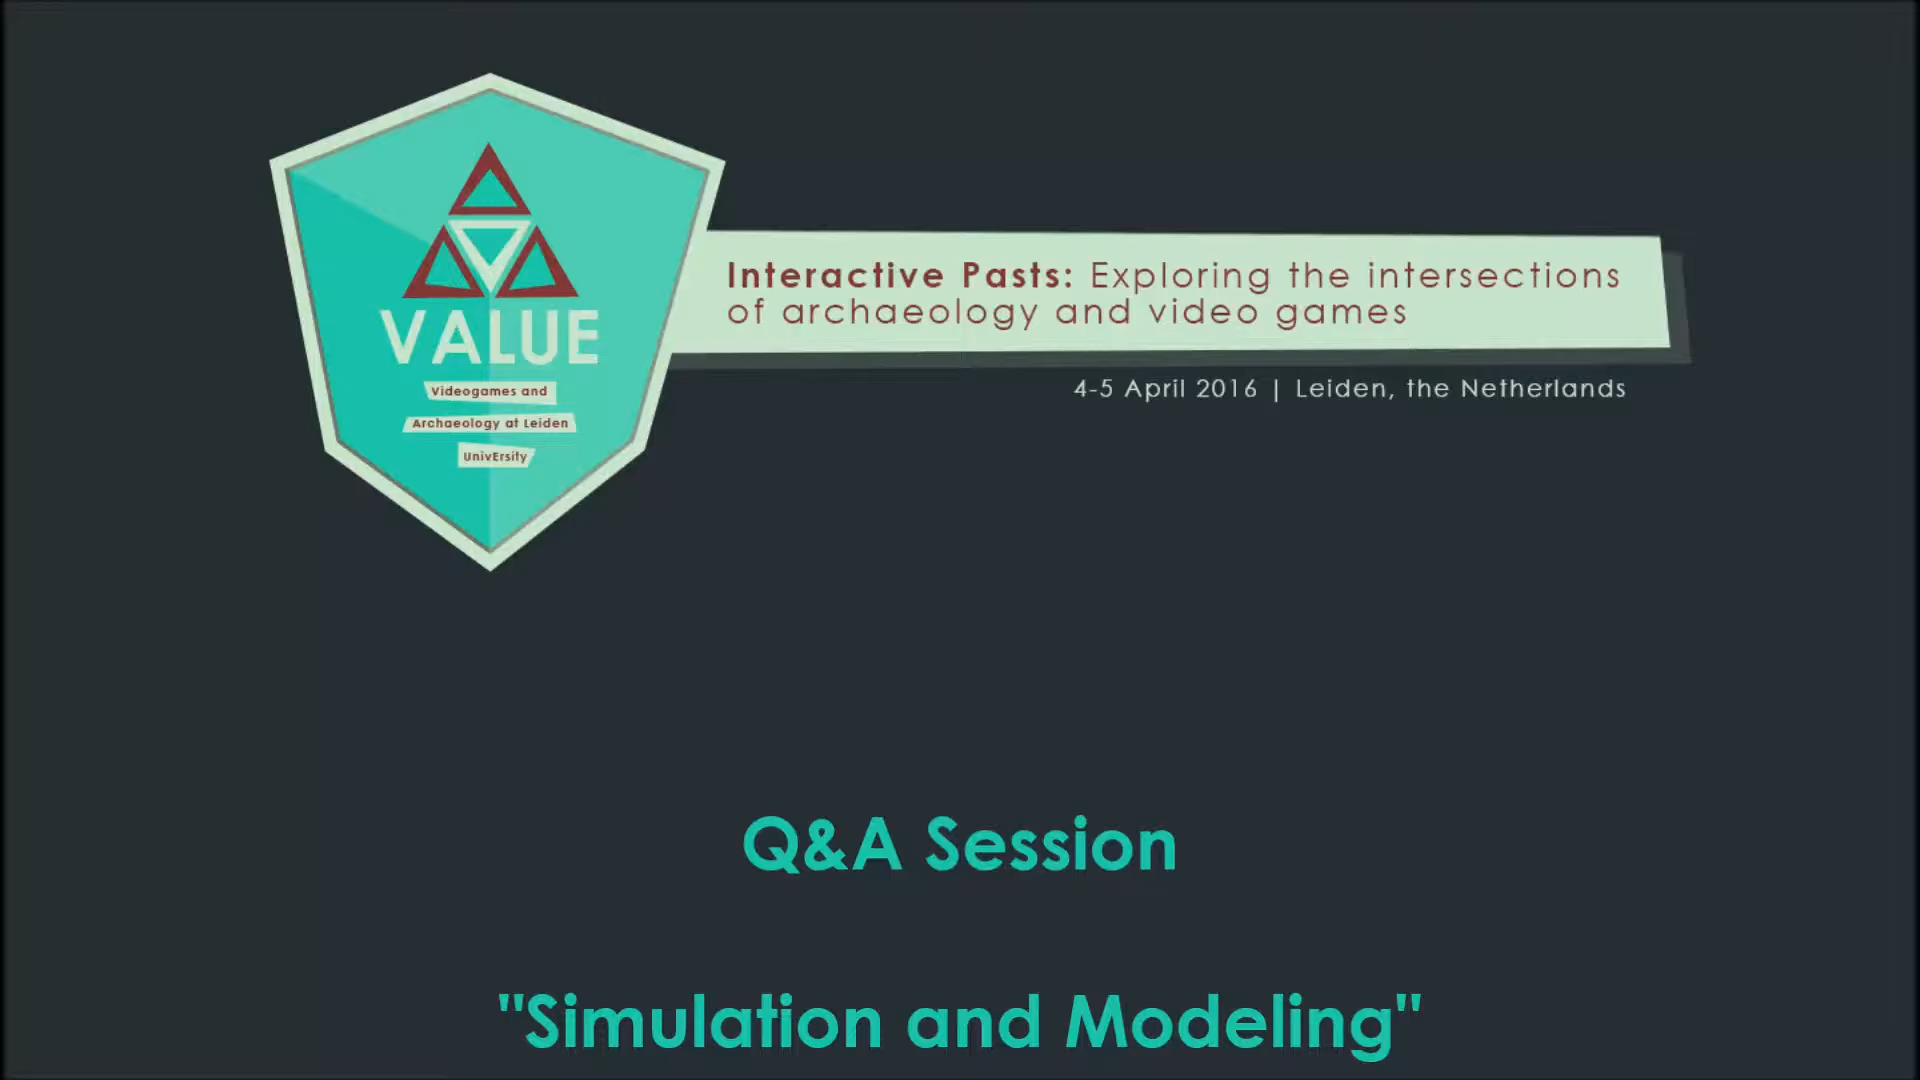 VALUE
Videogames and
Archaeology at Leiden
UnivErsity
Interactive Pasts: Exploring the intersections
of archaeology and video games
4-5 April 2016 | Leiden, the Netherlands
Q&A Session
"Simulation and Modeling"